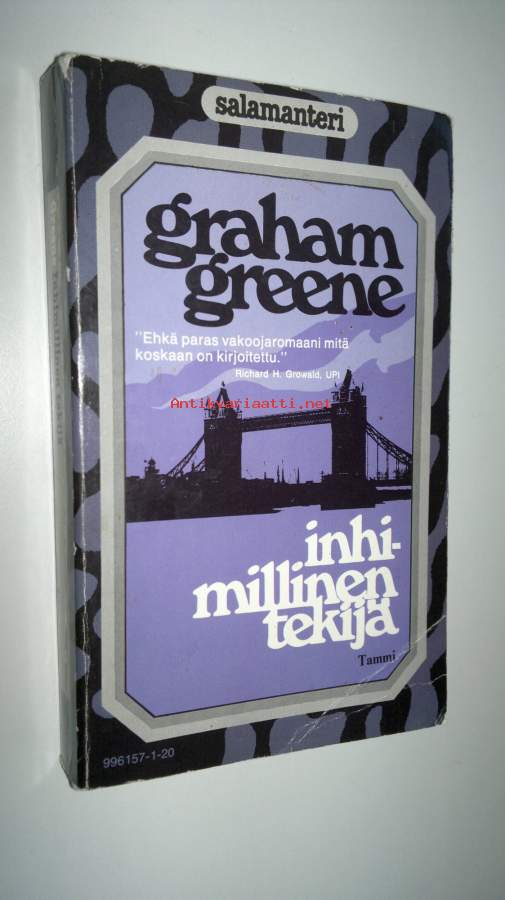 salamanteri
graham
greene
"Ehkä paras vakoojaromaani mitä
koskaan on kirjoitettu."
Richard H. Growald, UPI
Antikvariaatti.net
inhi-
millinen
tekijä
Tammi
996157-1-20